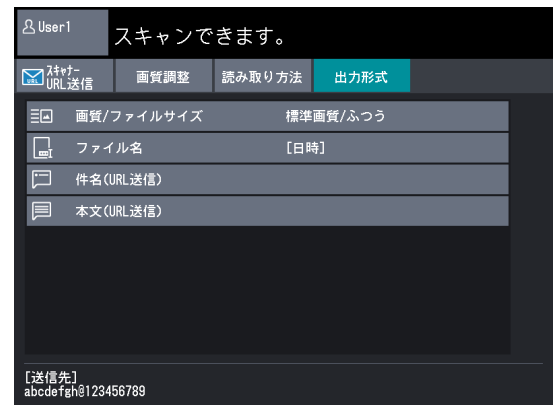 User1
スキャンできます。
スキャナー
URL送信
画質調整
読み取り方法
出力形式
画質/ファイルサイズ 標準画質/ふつう
ファイル名 [日時]
件名(URL送信)
本文(URL送信)
[送信先]
abcdefgh@123456789